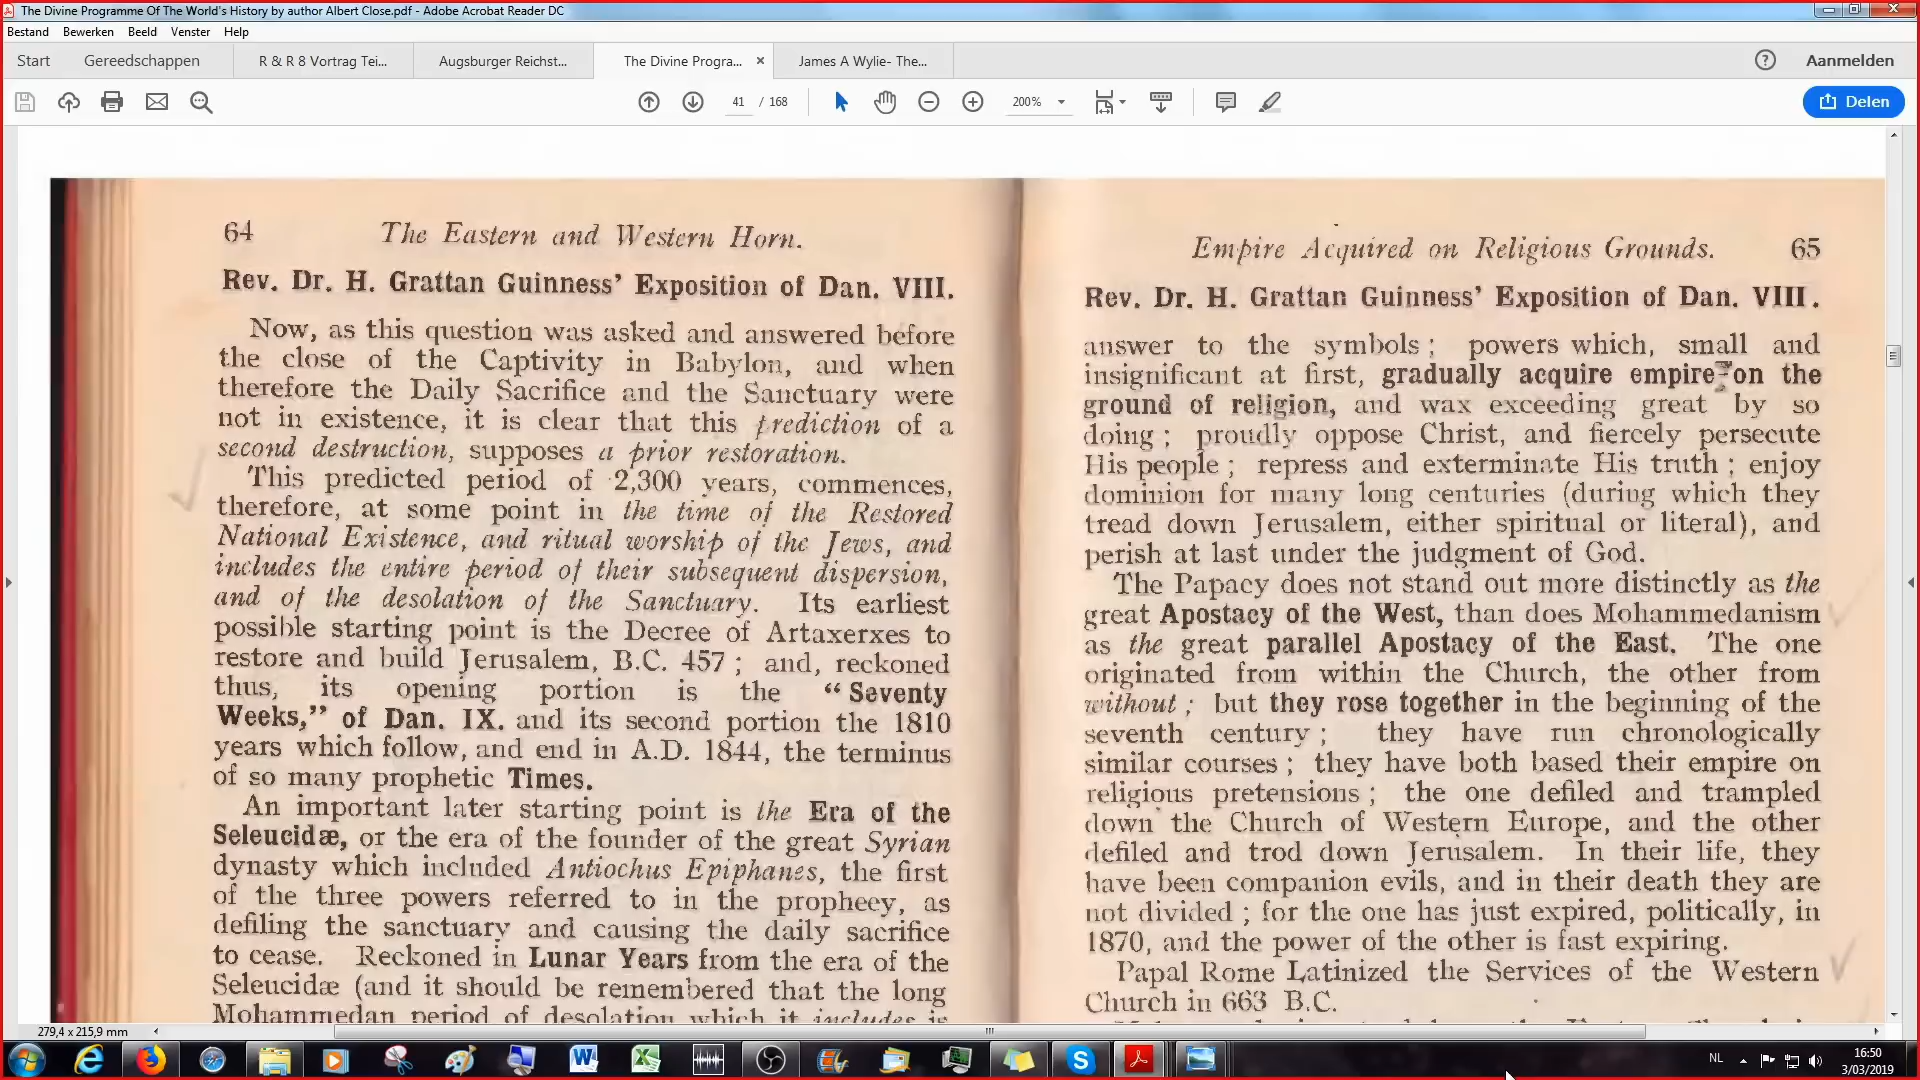 The Divine Programme Of The World's History by author Albert Close.pdf - Adobe Acrobat Reader DC
Bestand Bewerken Beeld Venster Help
Start Gereedschappen R & R 8 Vortrag Tei... Augsburger Reichst... The Divine Progra... × James A Wylie- The... Aanmelden
41 / 168 200% Delen
64 The Eastern and Western Horn.
Rev. Dr. H. Grattan Guinness' Exposition of Dan. VIII.
Now, as this question was asked and answered before
the close of the Captivity in Babylon, and when
therefore the Daily Sacrifice and the Sanctuary were
not in existence, it is clear that this prediction of a
second destruction, supposes a prior restoration.
This predicted period of 2,300 years, commences,
therefore, at some point in the time of the Restored
National Existence, and ritual worship of the Jews, and
includes the entire period of their subsequent dispersion,
and of the desolation of the Sanctuary. Its earliest
possible starting point is the Decree of Artaxerxes to
restore and build Jerusalem, B.C. 457 ; and, reckoned
thus, its opening portion is the "Seventy
Weeks," of Dan. IX. and its second portion the 1810
years which follow, and end in A.D. 1844, the terminus
of so many prophetic Times.
An important later starting point is the Era of the
Seleucidæ, or the era of the founder of the great Syrian
dynasty which included Antiochus Epiphanes, the first
of the three powers referred to in the prophecy, as
defiling the sanctuary and causing the daily sacrifice
to cease. Reckoned in Lunar Years from the era of the
Seleucidæ (and it should be remembered that the long
Mohammedan period of desolation which it includes is
Empire Acquired on Religious Grounds. 65
Rev. Dr. H. Grattan Guinness' Exposition of Dan. VIII.
answer to the symbols ; powers which, small and
insignificant at first, gradually acquire empire on the
ground of religion, and wax exceeding great by so
doing ; proudly oppose Christ, and fiercely persecute
His people ; repress and exterminate His truth ; enjoy
dominion for many long centuries (during which they
tread down Jerusalem, either spiritual or literal), and
perish at last under the judgment of God.
The Papacy does not stand out more distinctly as the
great Apostacy of the West, than does Mohammedanism
as the great parallel Apostacy of the East. The one
originated from within the Church, the other from
without ; but they rose together in the beginning of the
seventh century ; they have run chronologically
similar courses ; they have both based their empire on
religious pretensions ; the one defiled and trampled
down the Church of Western Europe, and the other
defiled and trod down Jerusalem. In their life, they
have been companion evils, and in their death they are
not divided ; for the one has just expired, politically, in
1870, and the power of the other is fast expiring.
Papal Rome Latinized the Services of the Western
Church in 663 B.C.
279,4 x 215,9 mm
NL 16:50
3/03/2019